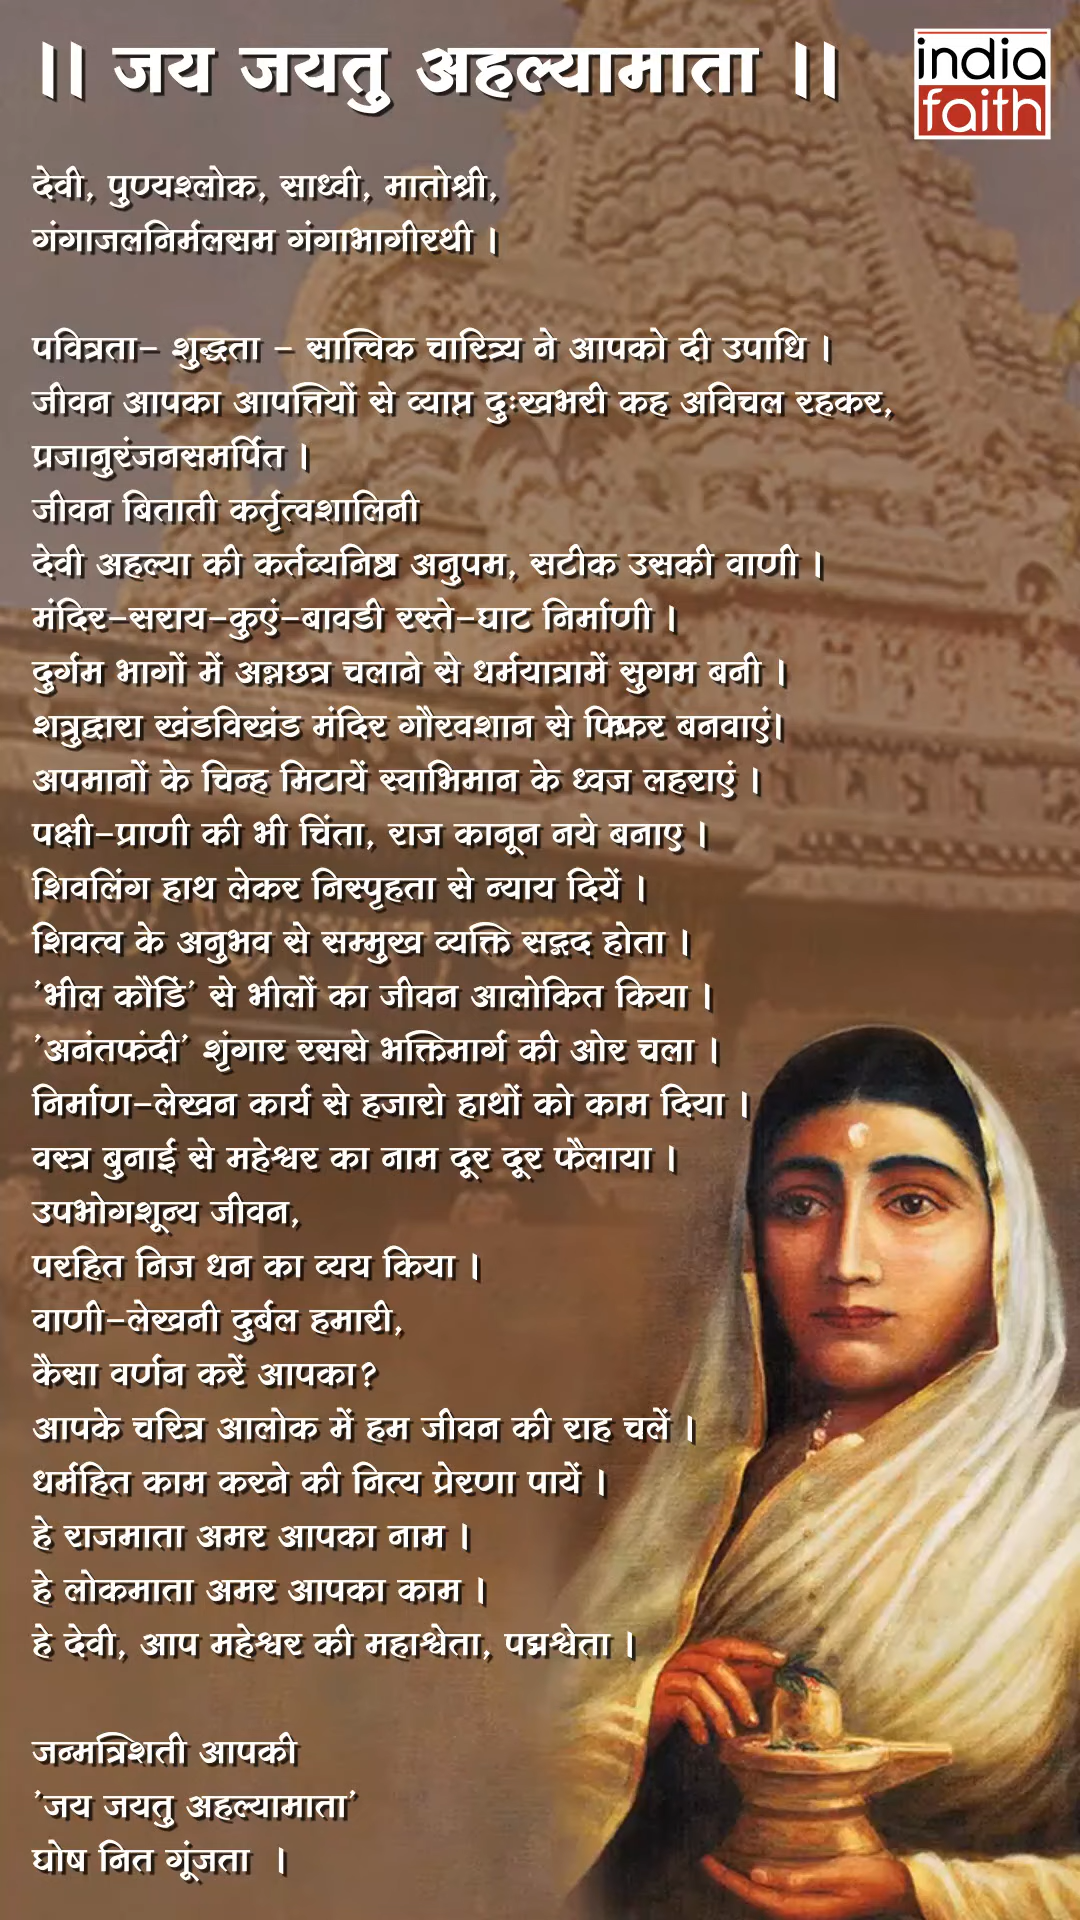 ।। जय जयतु अहल्यामाता ।।
india
faith
देवी, पुण्यश्लोक, साध्वी, मातोश्री,
गंगाजलनिर्मलसम गंगाभागीरथी ।
पवित्रता- शुद्धता - सात्त्विक चारित्र्य ने आपको दी उपाधि ।
जीवन आपका आपत्तियों से व्याप्त दुःखभरी कह अविचल रहकर,
प्रजानुरंजनसमर्पित ।
जीवन बिताती कर्तृत्वशालिनी
देवी अहल्या की कर्तव्यनिष्ठा अनुपम, सटीक उसकी वाणी ।
मंदिर-सराय-कुएं-बावडी रस्ते-घाट निर्माणी ।
दुर्गम भागों में अन्नछत्र चलाने से धर्मयात्रामें सुगम बनी ।
शत्रुद्वारा खंडविखंड मंदिर गौरवशान से फिफर बनवाएं।
अपमानों के चिन्ह मिटायें स्वाभिमान के ध्वज लहराएं ।
पक्षी-प्राणी की भी चिंता, राज कानून नये बनाए ।
शिवलिंग हाथ लेकर निस्पृहता से न्याय दियें ।
शिवत्व के अनुभव से सम्मुख व्यक्ति सद्गद होता ।
'भील कौडिं' से भीलों का जीवन आलोकित किया ।
'अनंतफंदी' शृंगार रससे भक्तिमार्ग की ओर चला ।
निर्माण-लेखन कार्य से हजारो हाथों को काम दिया ।
वस्त्र बुनाई से महेश्वर का नाम दूर दूर फैलाया ।
उपभोगशून्य जीवन,
परहित निज धन का व्यय किया ।
वाणी-लेखनी दुर्बल हमारी,
कैसा वर्णन करें आपका?
आपके चरित्र आलोक में हम जीवन की राह चलें ।
धर्महित काम करने की नित्य प्रेरणा पायें ।
हे राजमाता अमर आपका नाम ।
हे लोकमाता अमर आपका काम ।
हे देवी, आप महेश्वर की महाश्वेता, पद्मश्वेता ।
जन्मत्रिशती आपकी
'जय जयतु अहल्यामाता'
घोष नित गूंजता ।